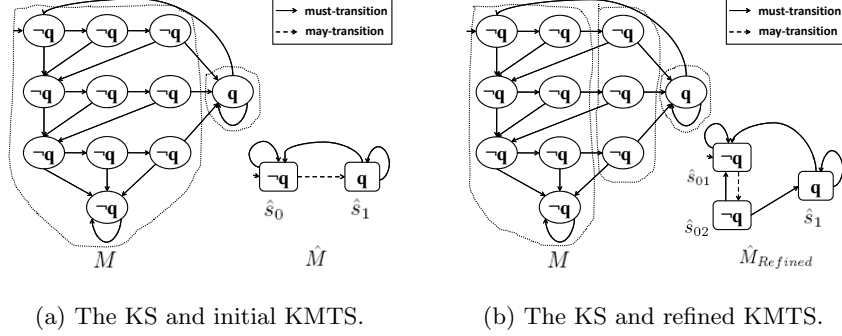 must-transition
may-transition
¬q ¬q ¬q
¬q ¬q ¬q q
¬q ¬q ¬q
¬q q
¬q
ŝ0 ŝ1
M M̂
must-transition
may-transition
¬q ¬q ¬q
¬q ¬q ¬q q
¬q ¬q ¬q
¬q
ŝ01 q
¬q
¬q
ŝ02 ŝ1
M M̂Refined
(a) The KS and initial KMTS.
(b) The KS and refined KMTS.